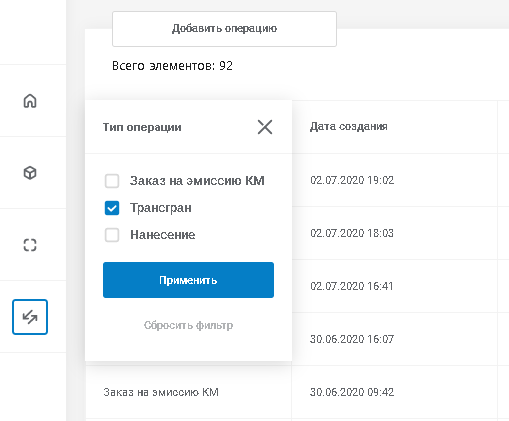 Добавить операцию
Всего элементов: 92
Тип операции
Дата создания
Заказ на эмиссию КМ
02.07.2020 19:02
Трансгран
Нанесение
02.07.2020 18:03
Применить
02.07.2020 16:41
Сбросить фильтр
30.06.2020 16:07
Заказ на эмиссию КМ
30.06.2020 09:42